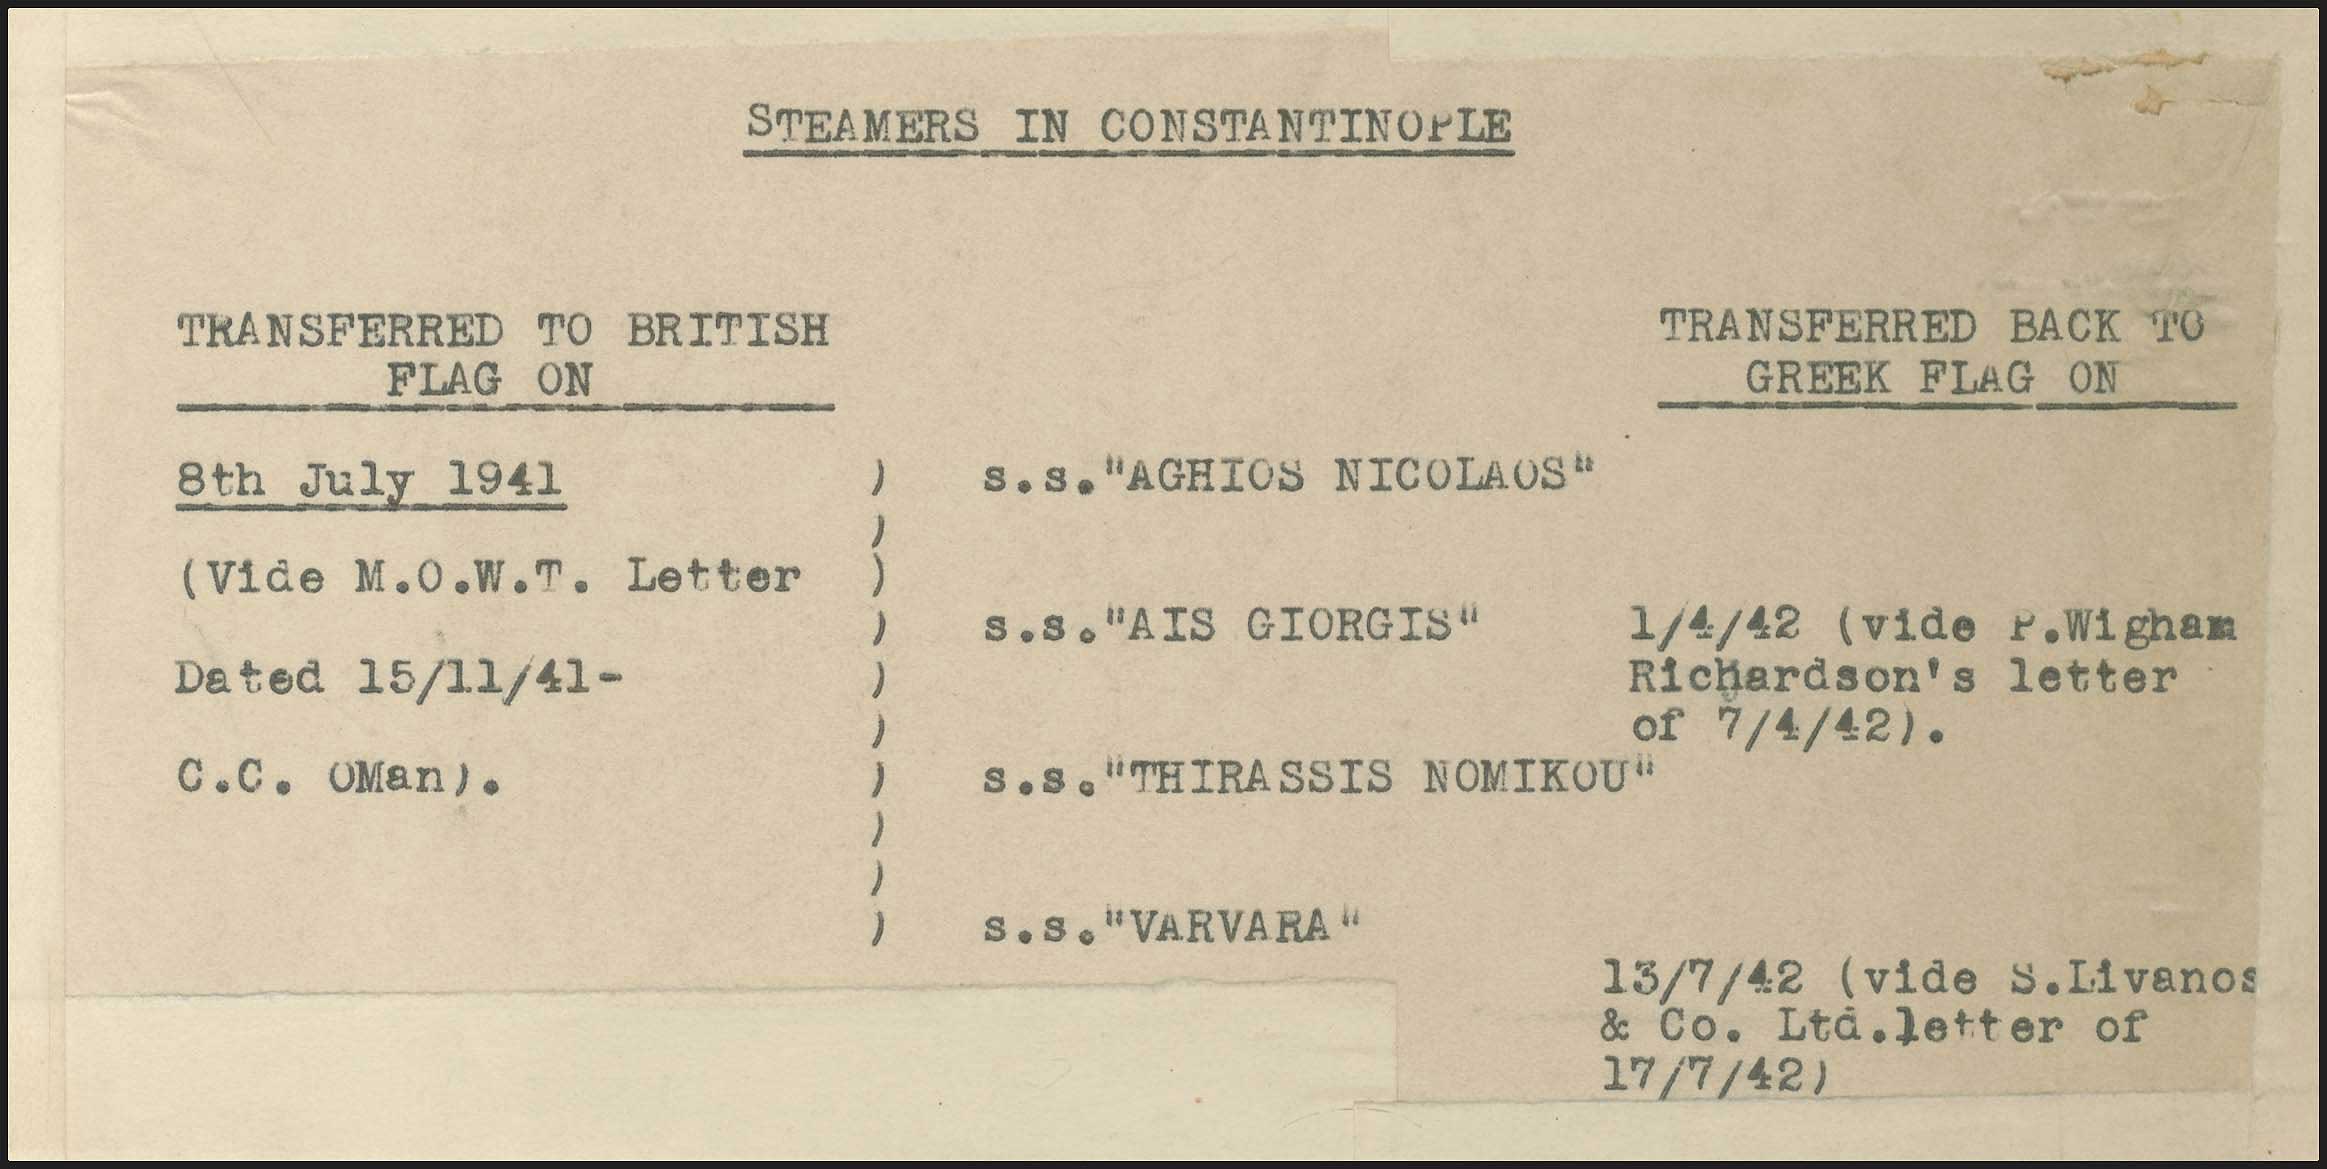 STEAMERS IN CONSTANTINOPLE
TRANSFERRED TO BRITISH
FLAG ON
TRANSFERRED BACK TO
GREEK FLAG ON
8th July 1941 ) s.s."AGHIOS NICOLAOS"
)
(Vide M.O.W.T. Letter )
) s.s."AIS GIORGIS" 1/4/42 (vide P.Wigham
Dated 15/11/41- ) Richardson's letter
) of 7/4/42).
C.C. OMan). ) s.s."THIRASSIS NOMIKOU"
)
)
) s.s."VARVARA"
13/7/42 (vide S.Livanos
& Co. Ltd.letter of
17/7/42)